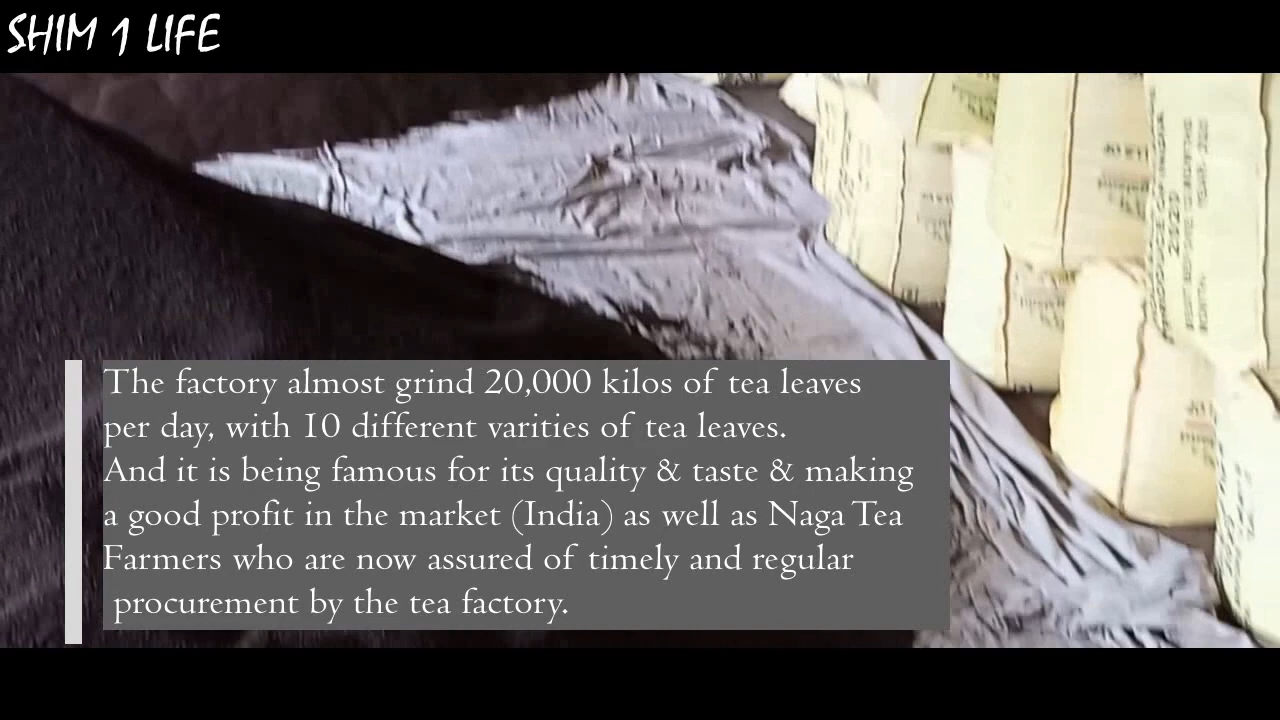 SHIM 1 LIFE
The factory almost grind 20,000 kilos of tea leaves
per day, with 10 different varities of tea leaves.
And it is being famous for its quality & taste & making
a good profit in the market (India) as well as Naga Tea
Farmers who are now assured of timely and regular
procurement by the tea factory.